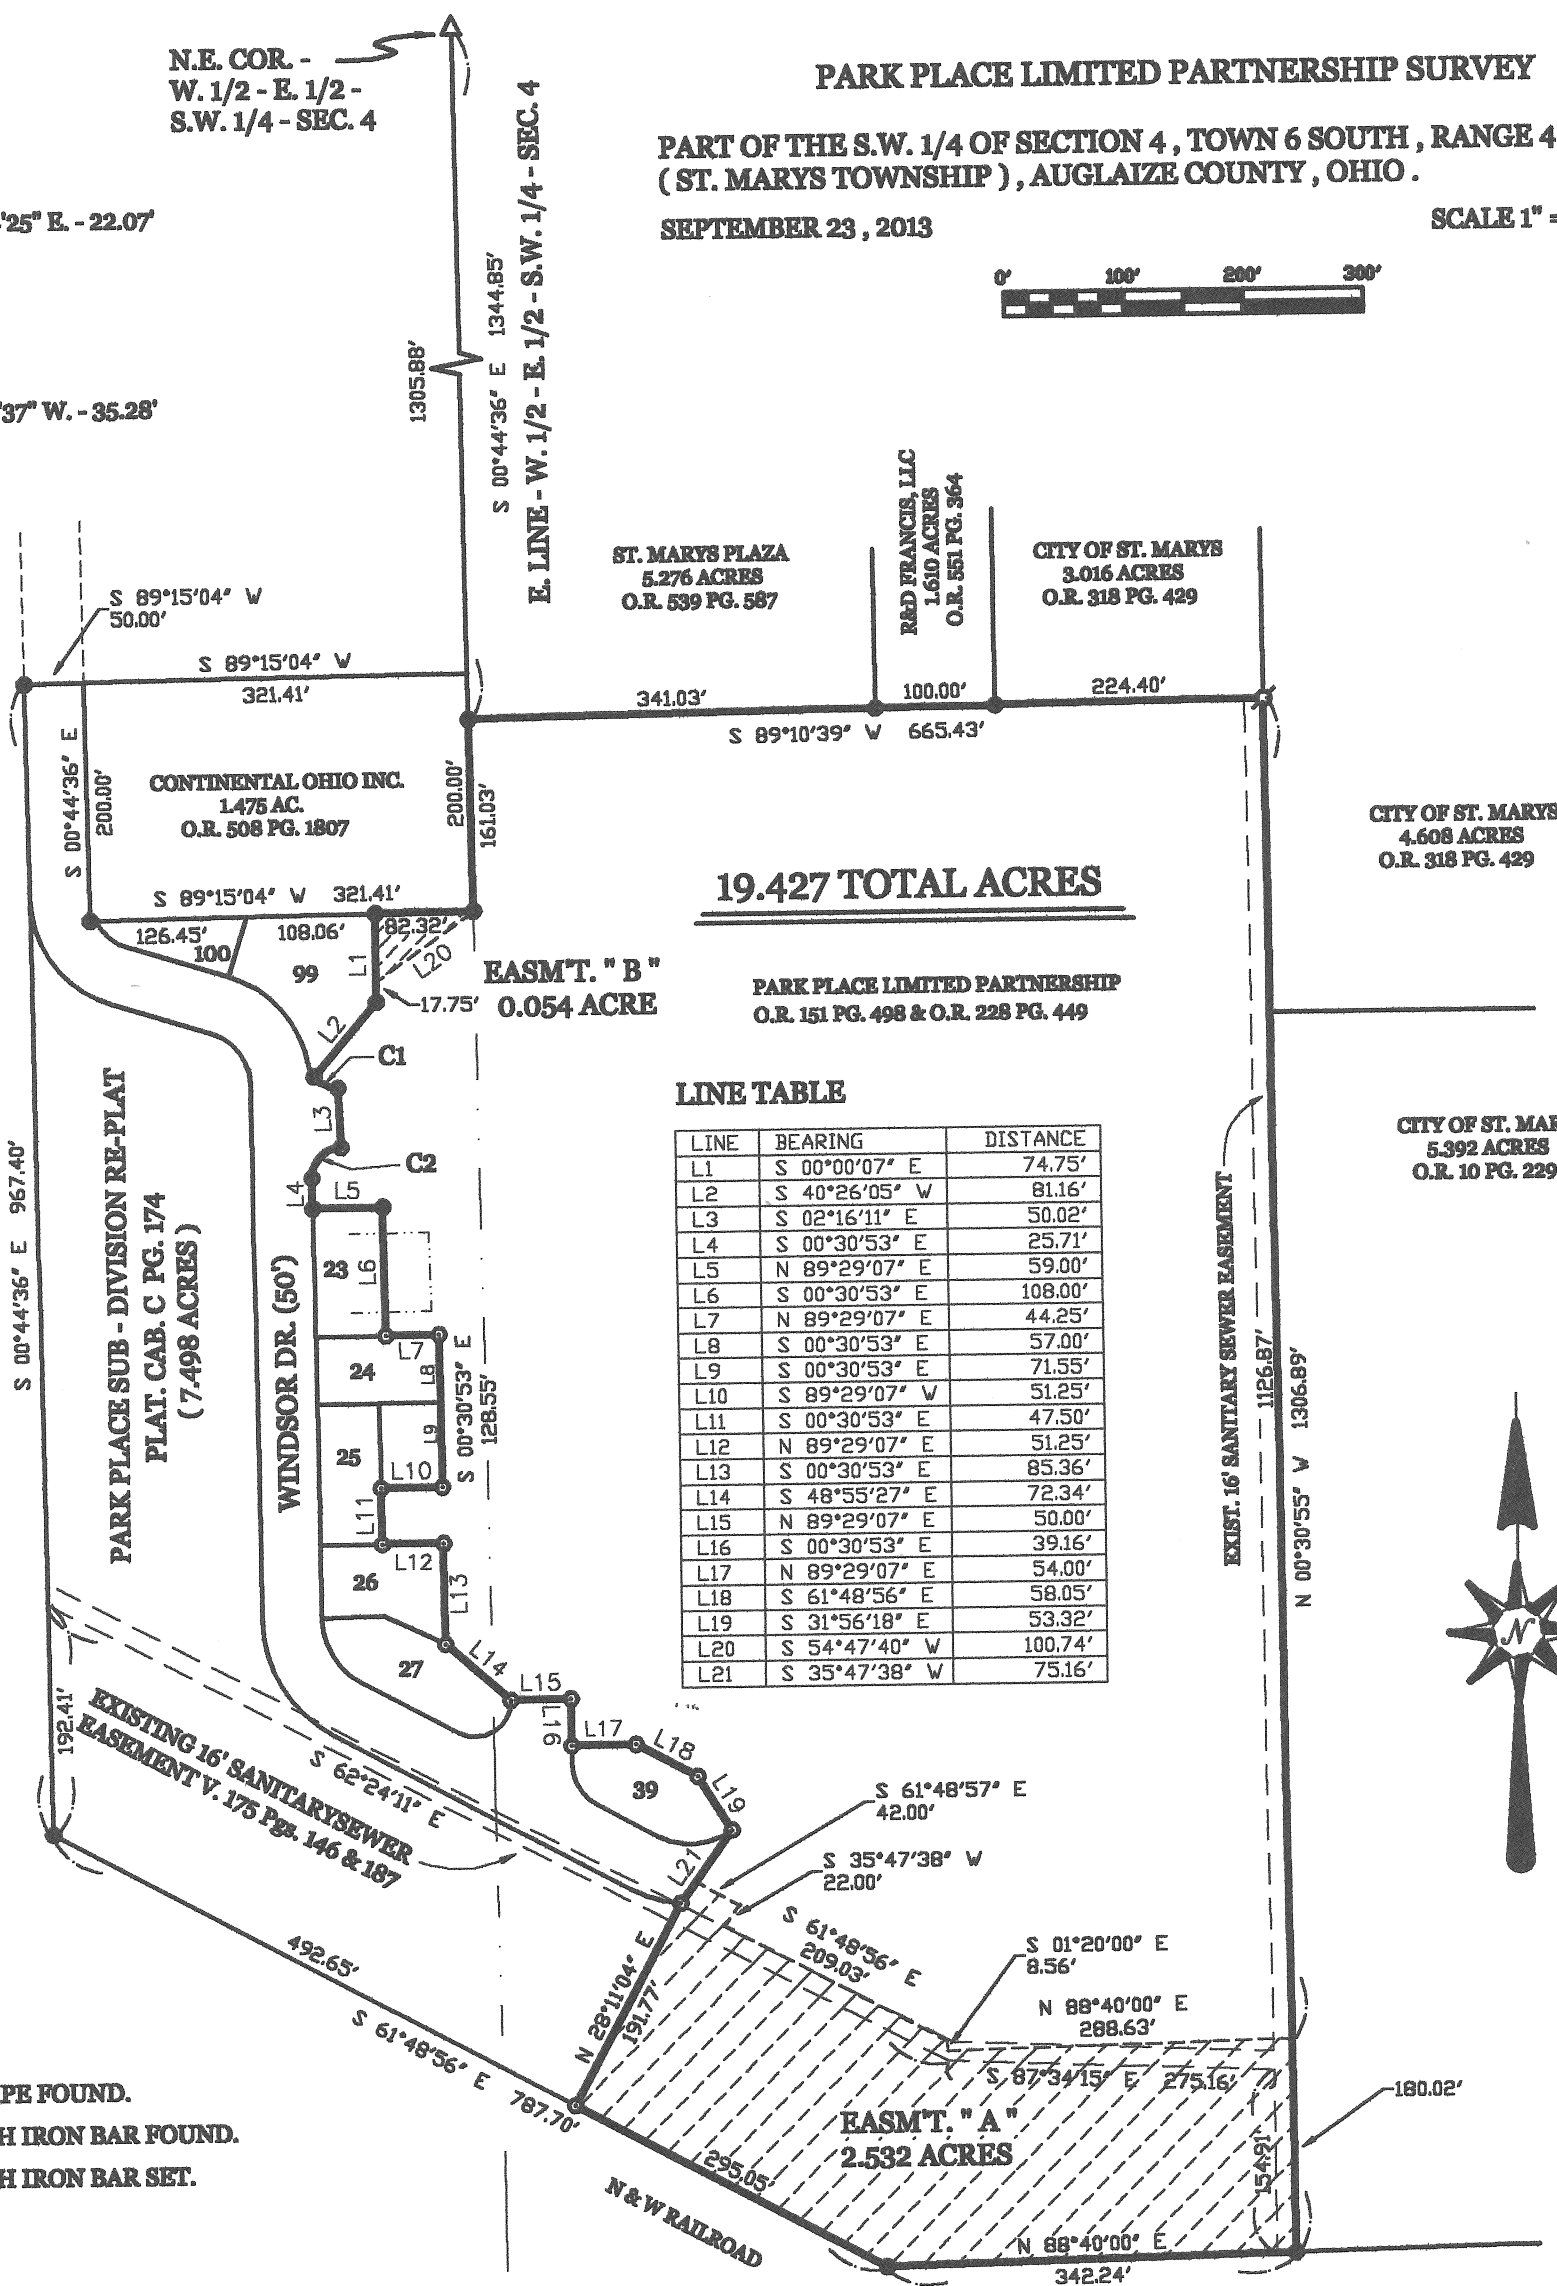 N.E. COR. -
W. 1/2 - E. 1/2 -
S.W. 1/4 - SEC. 4
PARK PLACE LIMITED PARTNERSHIP SURVEY
PART OF THE S.W. 1/4 OF SECTION 4 , TOWN 6 SOUTH , RANGE 4
( ST. MARYS TOWNSHIP ) , AUGLAIZE COUNTY , OHIO .
SEPTEMBER 23 , 2013
SCALE 1" =
0' 100' 200' 300'
'25" E. - 22.07'
'37" W. - 35.28'
1305.88'
S 00°44'36" E 1344.85'
E. LINE - W. 1/2 - E. 1/2 - S.W. 1/4 - SEC. 4
ST. MARYS PLAZA
5.276 ACRES
O.R. 539 PG. 587
R&D FRANCIS, LLC
1.610 ACRES
O.R. 551 PG. 364
CITY OF ST. MARYS
3.016 ACRES
O.R. 318 PG. 429
S 89°15'04" W
50.00'
S 89°15'04" W
321.41'
341.03'
100.00'
224.40'
S 89°10'39" W 665.43'
S 00°44'36" E
200.00'
CONTINENTAL OHIO INC.
1.475 AC.
O.R. 508 PG. 1807
200.00'
161.03'
CITY OF ST. MARYS
4.608 ACRES
O.R. 318 PG. 429
19.427 TOTAL ACRES
S 89°15'04" W 321.41'
126.45'
108.06'
82.32'
100
99
L1
L20
EASM'T. " B "
0.054 ACRE
17.75'
PARK PLACE LIMITED PARTNERSHIP
O.R. 151 PG. 498 & O.R. 228 PG. 449
L2
C1
L3
C2
L4
L5
23
L6
L7
24
L8
L9
25
L10
L11
L12
26
L13
27
L14
L15
L16
L17
L18
39
L19
L21
S 00°30'53" E
128.55'
LINE TABLE
LINE BEARING DISTANCE
L1 S 00°00'07" E 74.75'
L2 S 40°26'05" W 81.16'
L3 S 02°16'11" E 50.02'
L4 S 00°30'53" E 25.71'
L5 N 89°29'07" E 59.00'
L6 S 00°30'53" E 108.00'
L7 N 89°29'07" E 44.25'
L8 S 00°30'53" E 57.00'
L9 S 00°30'53" E 71.55'
L10 S 89°29'07" W 51.25'
L11 S 00°30'53" E 47.50'
L12 N 89°29'07" E 51.25'
L13 S 00°30'53" E 85.36'
L14 S 48°55'27" E 72.34'
L15 N 89°29'07" E 50.00'
L16 S 00°30'53" E 39.16'
L17 N 89°29'07" E 54.00'
L18 S 61°48'56" E 58.05'
L19 S 31°56'18" E 53.32'
L20 S 54°47'40" W 100.74'
L21 S 35°47'38" W 75.16'
CITY OF ST. MAR
5.392 ACRES
O.R. 10 PG. 229
EXIST. 16' SANITARY SEWER EASEMENT
1126.87'
N 00°30'55" W 1306.89'
S 00°44'36" E 967.40'
PARK PLACE SUB - DIVISION RE-PLAT
PLAT. CAB. C PG. 174
( 7.498 ACRES )
WINDSOR DR. (50')
N
192.41'
EXISTING 16' SANITARYSEWER
EASEMENT V. 175 Pgs. 146 & 187
S 62°24'11" E
S 61°48'57" E
42.00'
S 35°47'38" W
22.00'
S 61°48'56" E
209.03'
S 01°20'00" E
8.56'
N 88°40'00" E
288.63'
S 87°34'15" E 275.16'
N 28°11'04" E
191.77'
492.65'
S 61°48'56" E 787.70'
180.02'
154.91'
EASM'T. " A "
2.532 ACRES
295.05'
N & W RAILROAD
N 88°40'00" E
342.24'
PE FOUND.
H IRON BAR FOUND.
H IRON BAR SET.